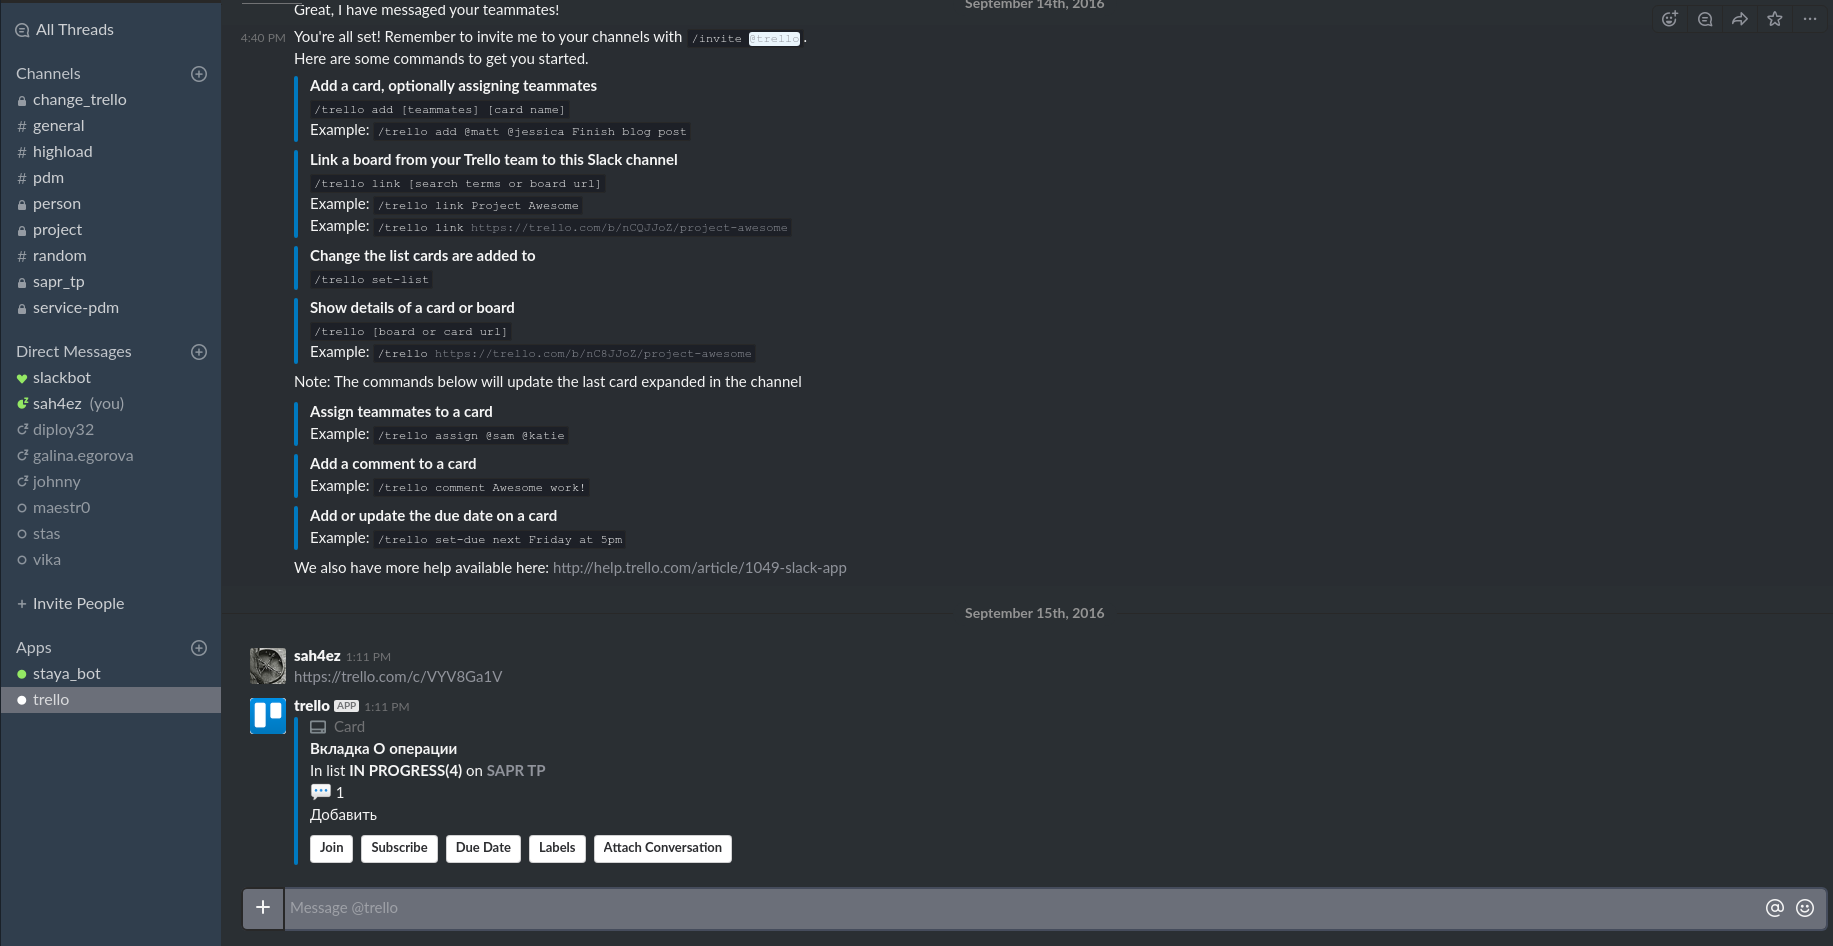 All Threads
Channels
change_trello
# general
# highload
# pdm
person
project
# random
sapr_tp
service-pdm
Direct Messages
slackbot
sah4ez (you)
diploy32
galina.egorova
johnny
maestr0
stas
vika
+ Invite People
Apps
staya_bot
trello
September 14th, 2016
Great, I have messaged your teammates!
4:40 PM You're all set! Remember to invite me to your channels with /invite @trello .
Here are some commands to get you started.
Add a card, optionally assigning teammates
/trello add [teammates] [card name]
Example: /trello add @matt @jessica Finish blog post
Link a board from your Trello team to this Slack channel
/trello link [search terms or board url]
Example: /trello link Project Awesome
Example: /trello link https://trello.com/b/nCQJJoZ/project-awesome
Change the list cards are added to
/trello set-list
Show details of a card or board
/trello [board or card url]
Example: /trello https://trello.com/b/nC8JJoZ/project-awesome
Note: The commands below will update the last card expanded in the channel
Assign teammates to a card
Example: /trello assign @sam @katie
Add a comment to a card
Example: /trello comment Awesome work!
Add or update the due date on a card
Example: /trello set-due next Friday at 5pm
We also have more help available here: http://help.trello.com/article/1049-slack-app
September 15th, 2016
sah4ez 1:11 PM
https://trello.com/c/VYV8Ga1V
trello APP 1:11 PM
Card
Вкладка О операции
In list IN PROGRESS(4) on SAPR TP
1
Добавить
Join Subscribe Due Date Labels Attach Conversation
+ Message @trello